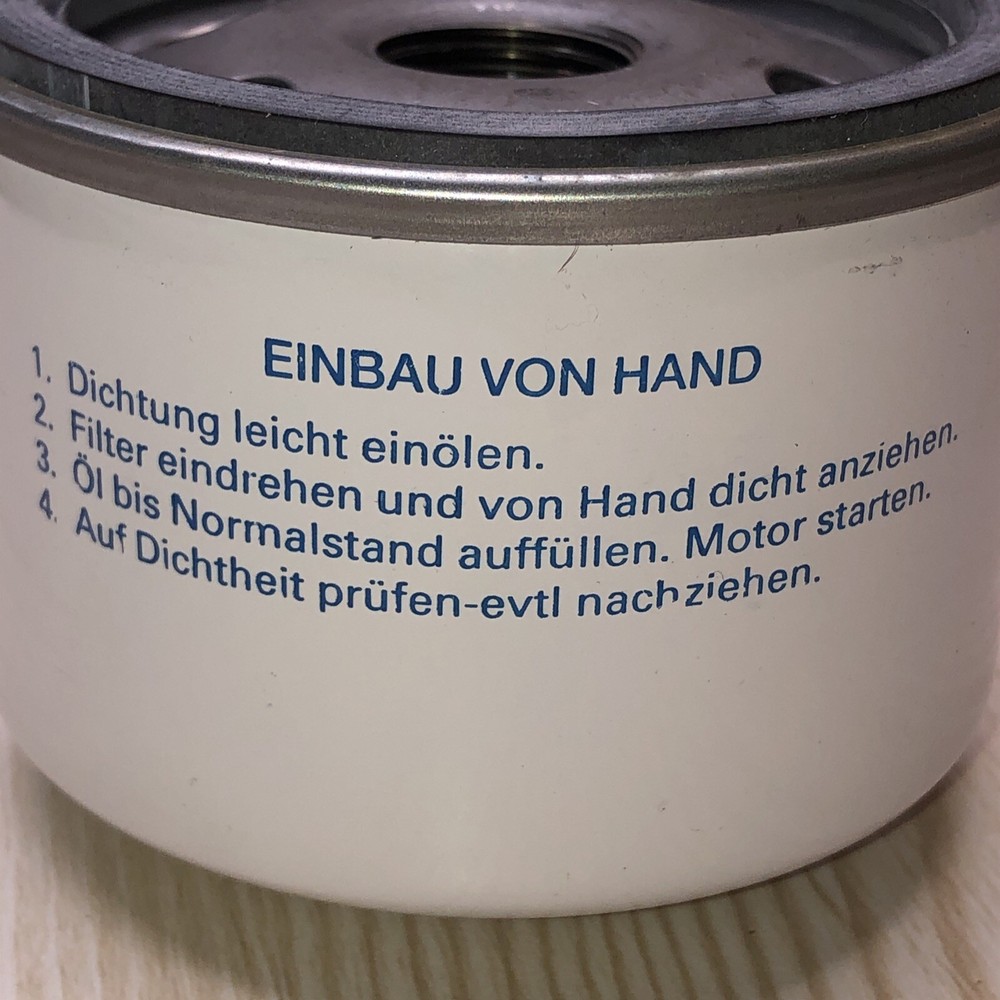 EINBAU VON HAND
1. Dichtung leicht einölen.
2. Filter eindrehen und von Hand dicht anziehen.
3. Öl bis Normalstand auffüllen. Motor starten.
4. Auf Dichtheit prüfen-evtl nachziehen.